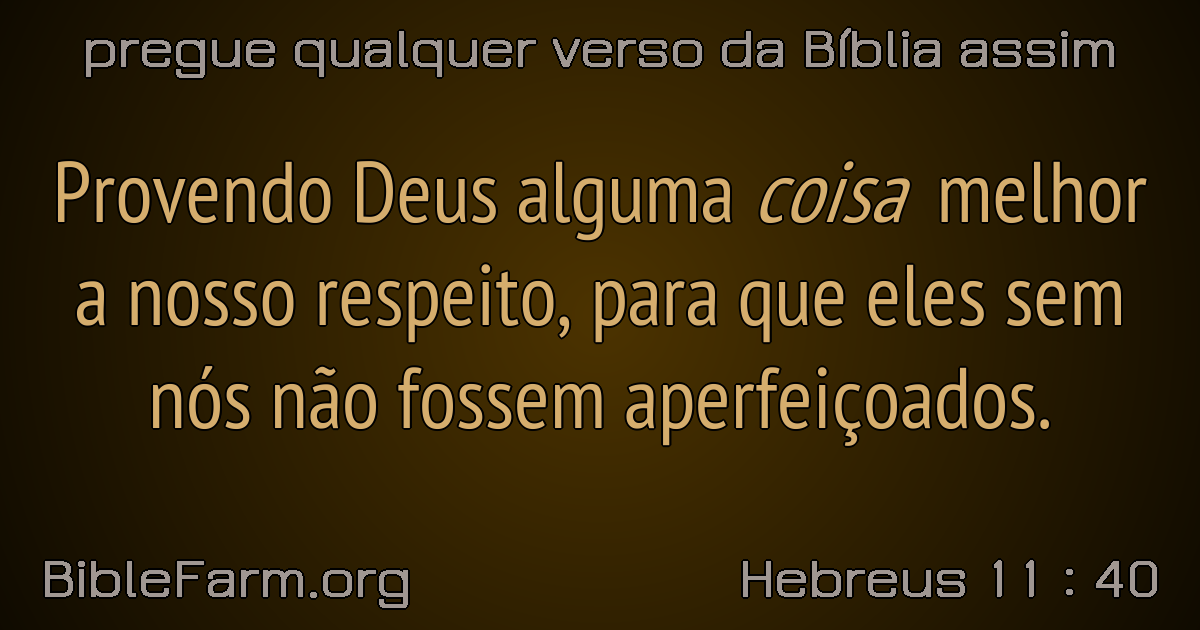 pregue qualquer verso da Bíblia assim
Provendo Deus alguma coisa melhor
a nosso respeito, para que eles sem
nós não fossem aperfeiçoados.
BibleFarm.org
Hebreus 11 : 40